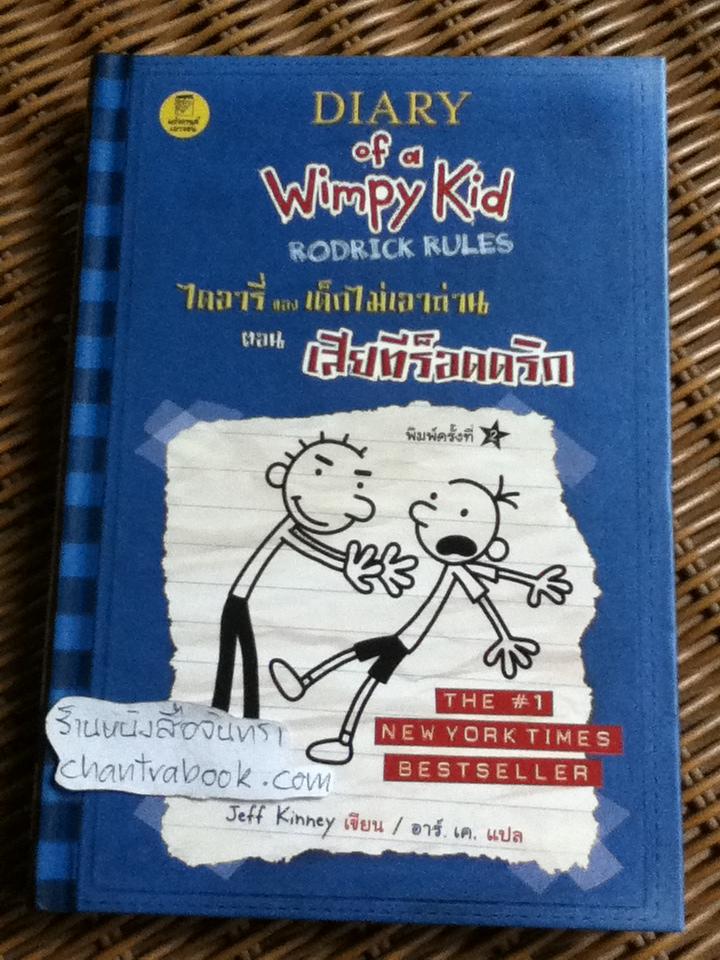 DIARY
of a
Wimpy Kid
RODRICK RULES
ไดอารี่ ของ เด็กไม่เอาถ่าน
ตอน เสียทีร็อดดริก
พิมพ์ครั้งที่ 2
THE #1
NEW YORK TIMES
BESTSELLER
ร้านหนังสือจันทรา
chantrabook.com
Jeff Kinney เขียน / อาร์. เค. แปล